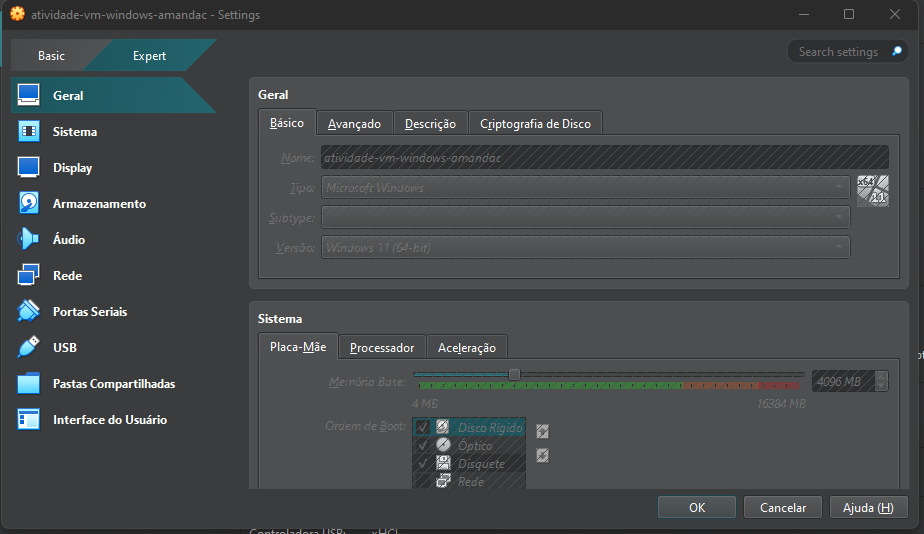 atividade-vm-windows-amandac - Settings
Basic Expert
Search settings
Geral
Sistema
Display
Armazenamento
Áudio
Rede
Portas Seriais
USB
Pastas Compartilhadas
Interface do Usuário
Geral
Básico Avançado Descrição Criptografia de Disco
Nome: atividade-vm-windows-amandac
Tipo: Microsoft Windows
x64
11
Subtype:
Versão: Windows 11 (64-bit)
Sistema
Placa-Mãe Processador Aceleração
Memória Base: 4096 MB
4 MB 16384 MB
Ordem de Boot: Disco Rígido
Óptico
Disquete
Rede
OK Cancelar Ajuda (H)
Controladora USB: xHCI